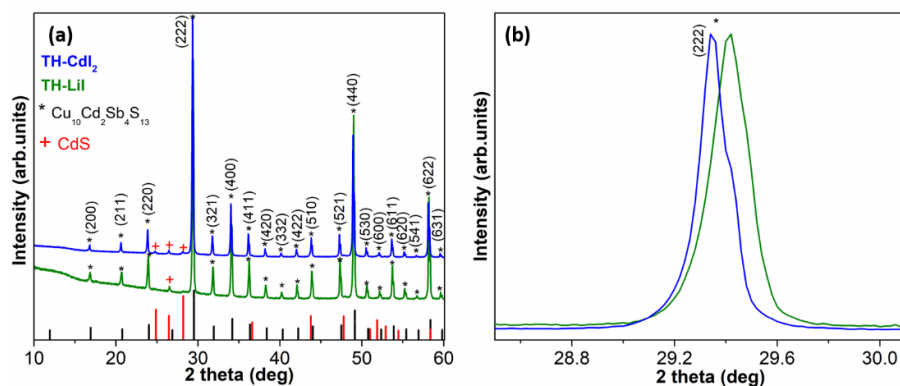 (a)
TH-CdI2
TH-LiI
* Cu10Cd2Sb4S13
+ CdS
(200)
(211)
(220)
(222)
(321)
(400)
(411)
(420)
(332)
(422)
(510)
(440)
(521)
(530)
(600)
(611)
(620)
(541)
(622)
(631)
Intensity (arb.units)
10 20 30 40 50 60
2 theta (deg)
(b)
(222)
*
Intensity (arb.units)
28.8 29.2 29.6 30.0
2 theta (deg)